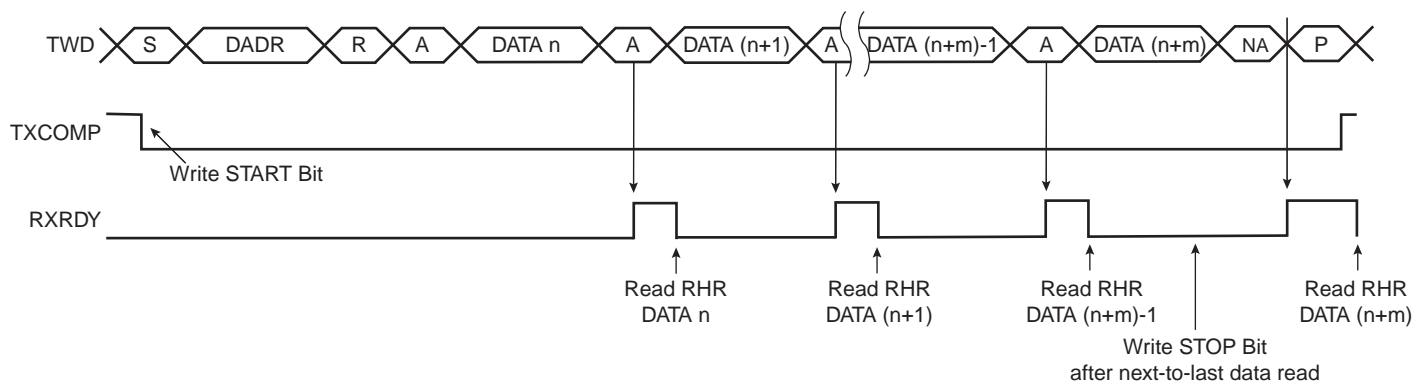 TWD S DADR R A DATA n A DATA (n+1) A DATA (n+m)-1 A DATA (n+m) NA P
TXCOMP
Write START Bit
RXRDY
Read RHR Read RHR Read RHR Read RHR
DATA n DATA (n+1) DATA (n+m)-1 DATA (n+m)
Write STOP Bit
after next-to-last data read